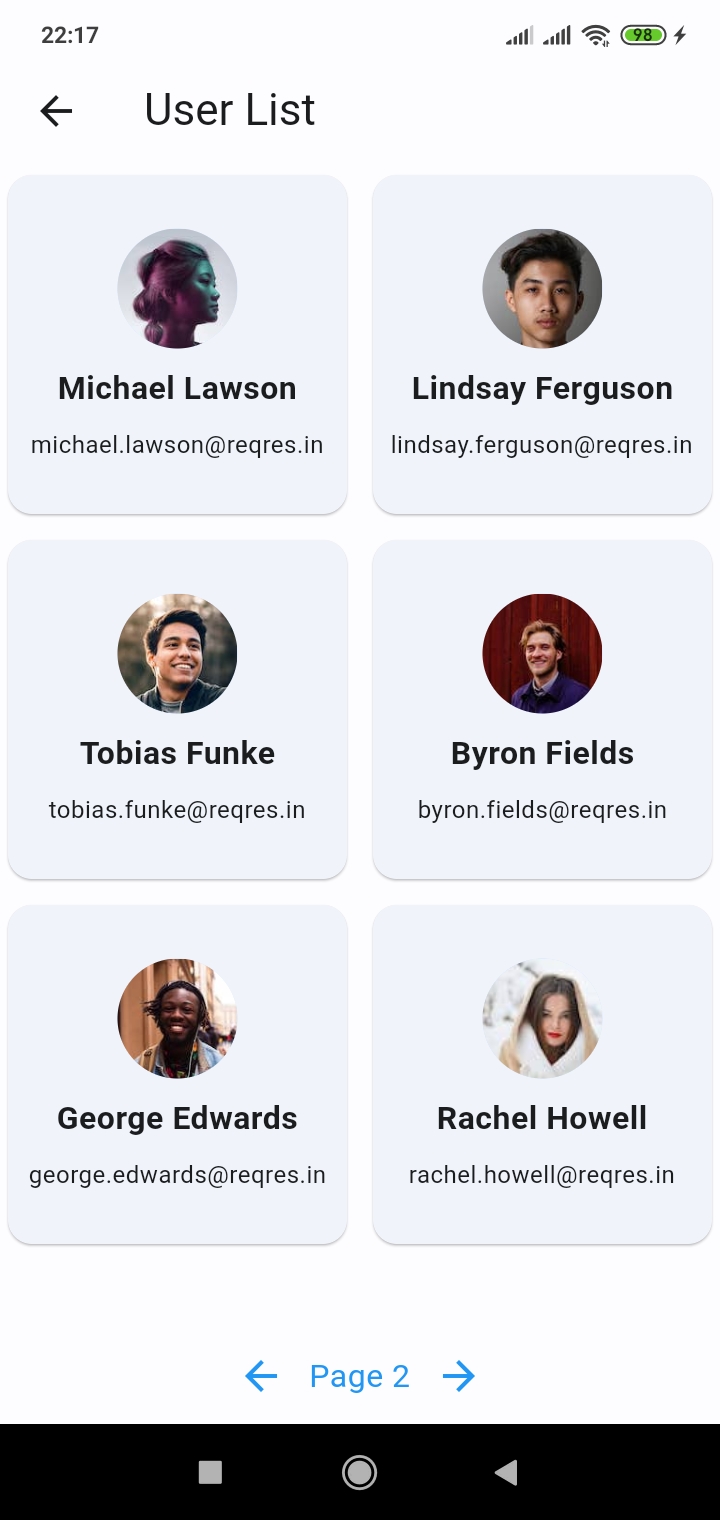 22:17
98
User List
Michael Lawson
michael.lawson@reqres.in
Lindsay Ferguson
lindsay.ferguson@reqres.in
Tobias Funke
tobias.funke@reqres.in
Byron Fields
byron.fields@reqres.in
George Edwards
george.edwards@reqres.in
Rachel Howell
rachel.howell@reqres.in
Page 2